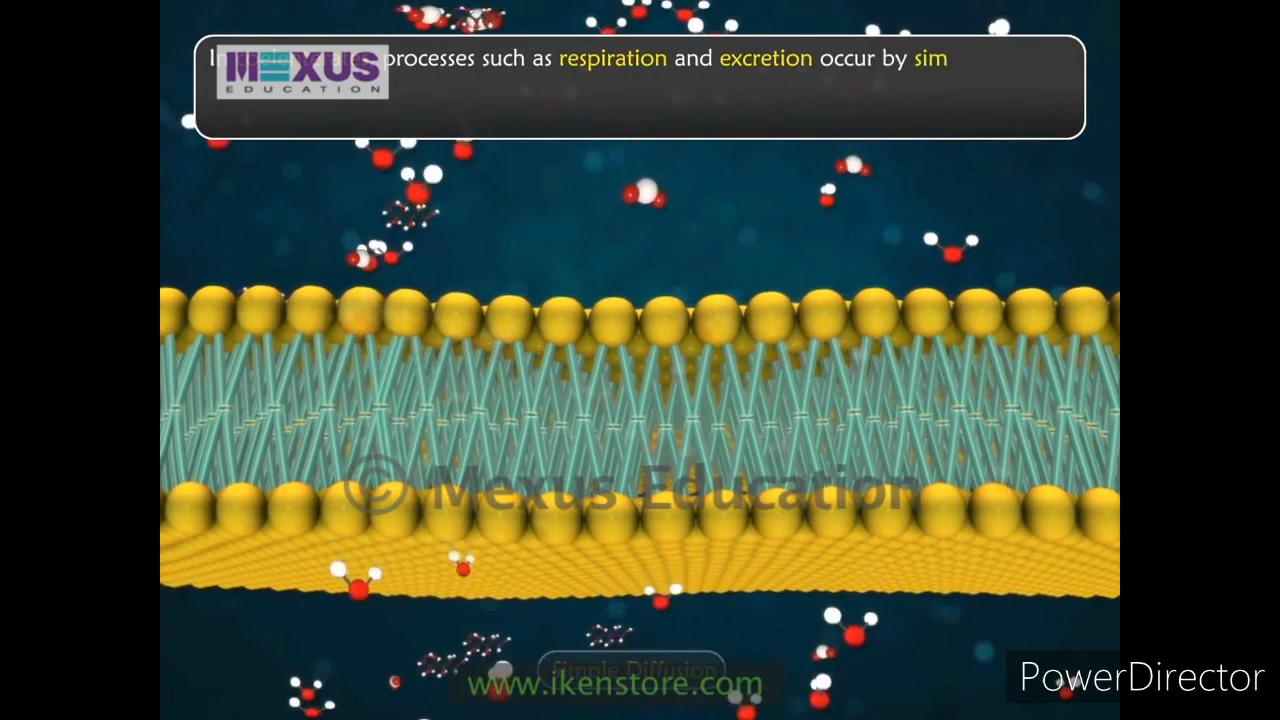 In processes such as respiration and excretion occur by sim
MEXUS
EDUCATION
© Mexus Education
Simple Diffusion
www.ikenstore.com
PowerDirector